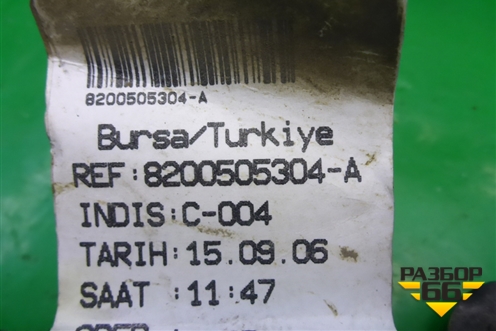 8200505304-A
Bursa/Turkiye
REF:8200505304-A
INDIS:C-004
TARIH:15.09.06
SAAT :11:47
РАЗБОР
66